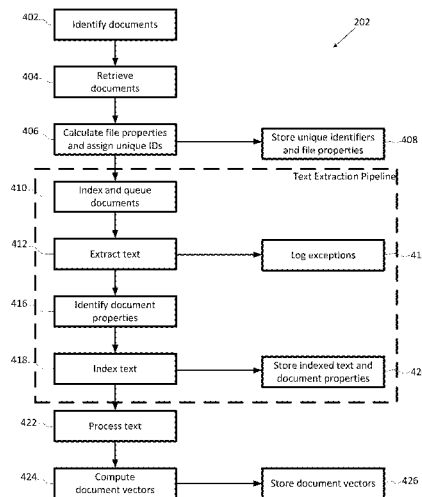 402
Identify documents
202
404
Retrieve
documents
406
Calculate file properties
and assign unique IDs
Store unique identifiers
and file properties
408
Text Extraction Pipeline
410
Index and queue
documents
412
Extract text
Log exceptions
41
416
Identify document
properties
418
Index text
Store indexed text and
document properties
42
422
Process text
424
Compute
document vectors
Store document vectors
426